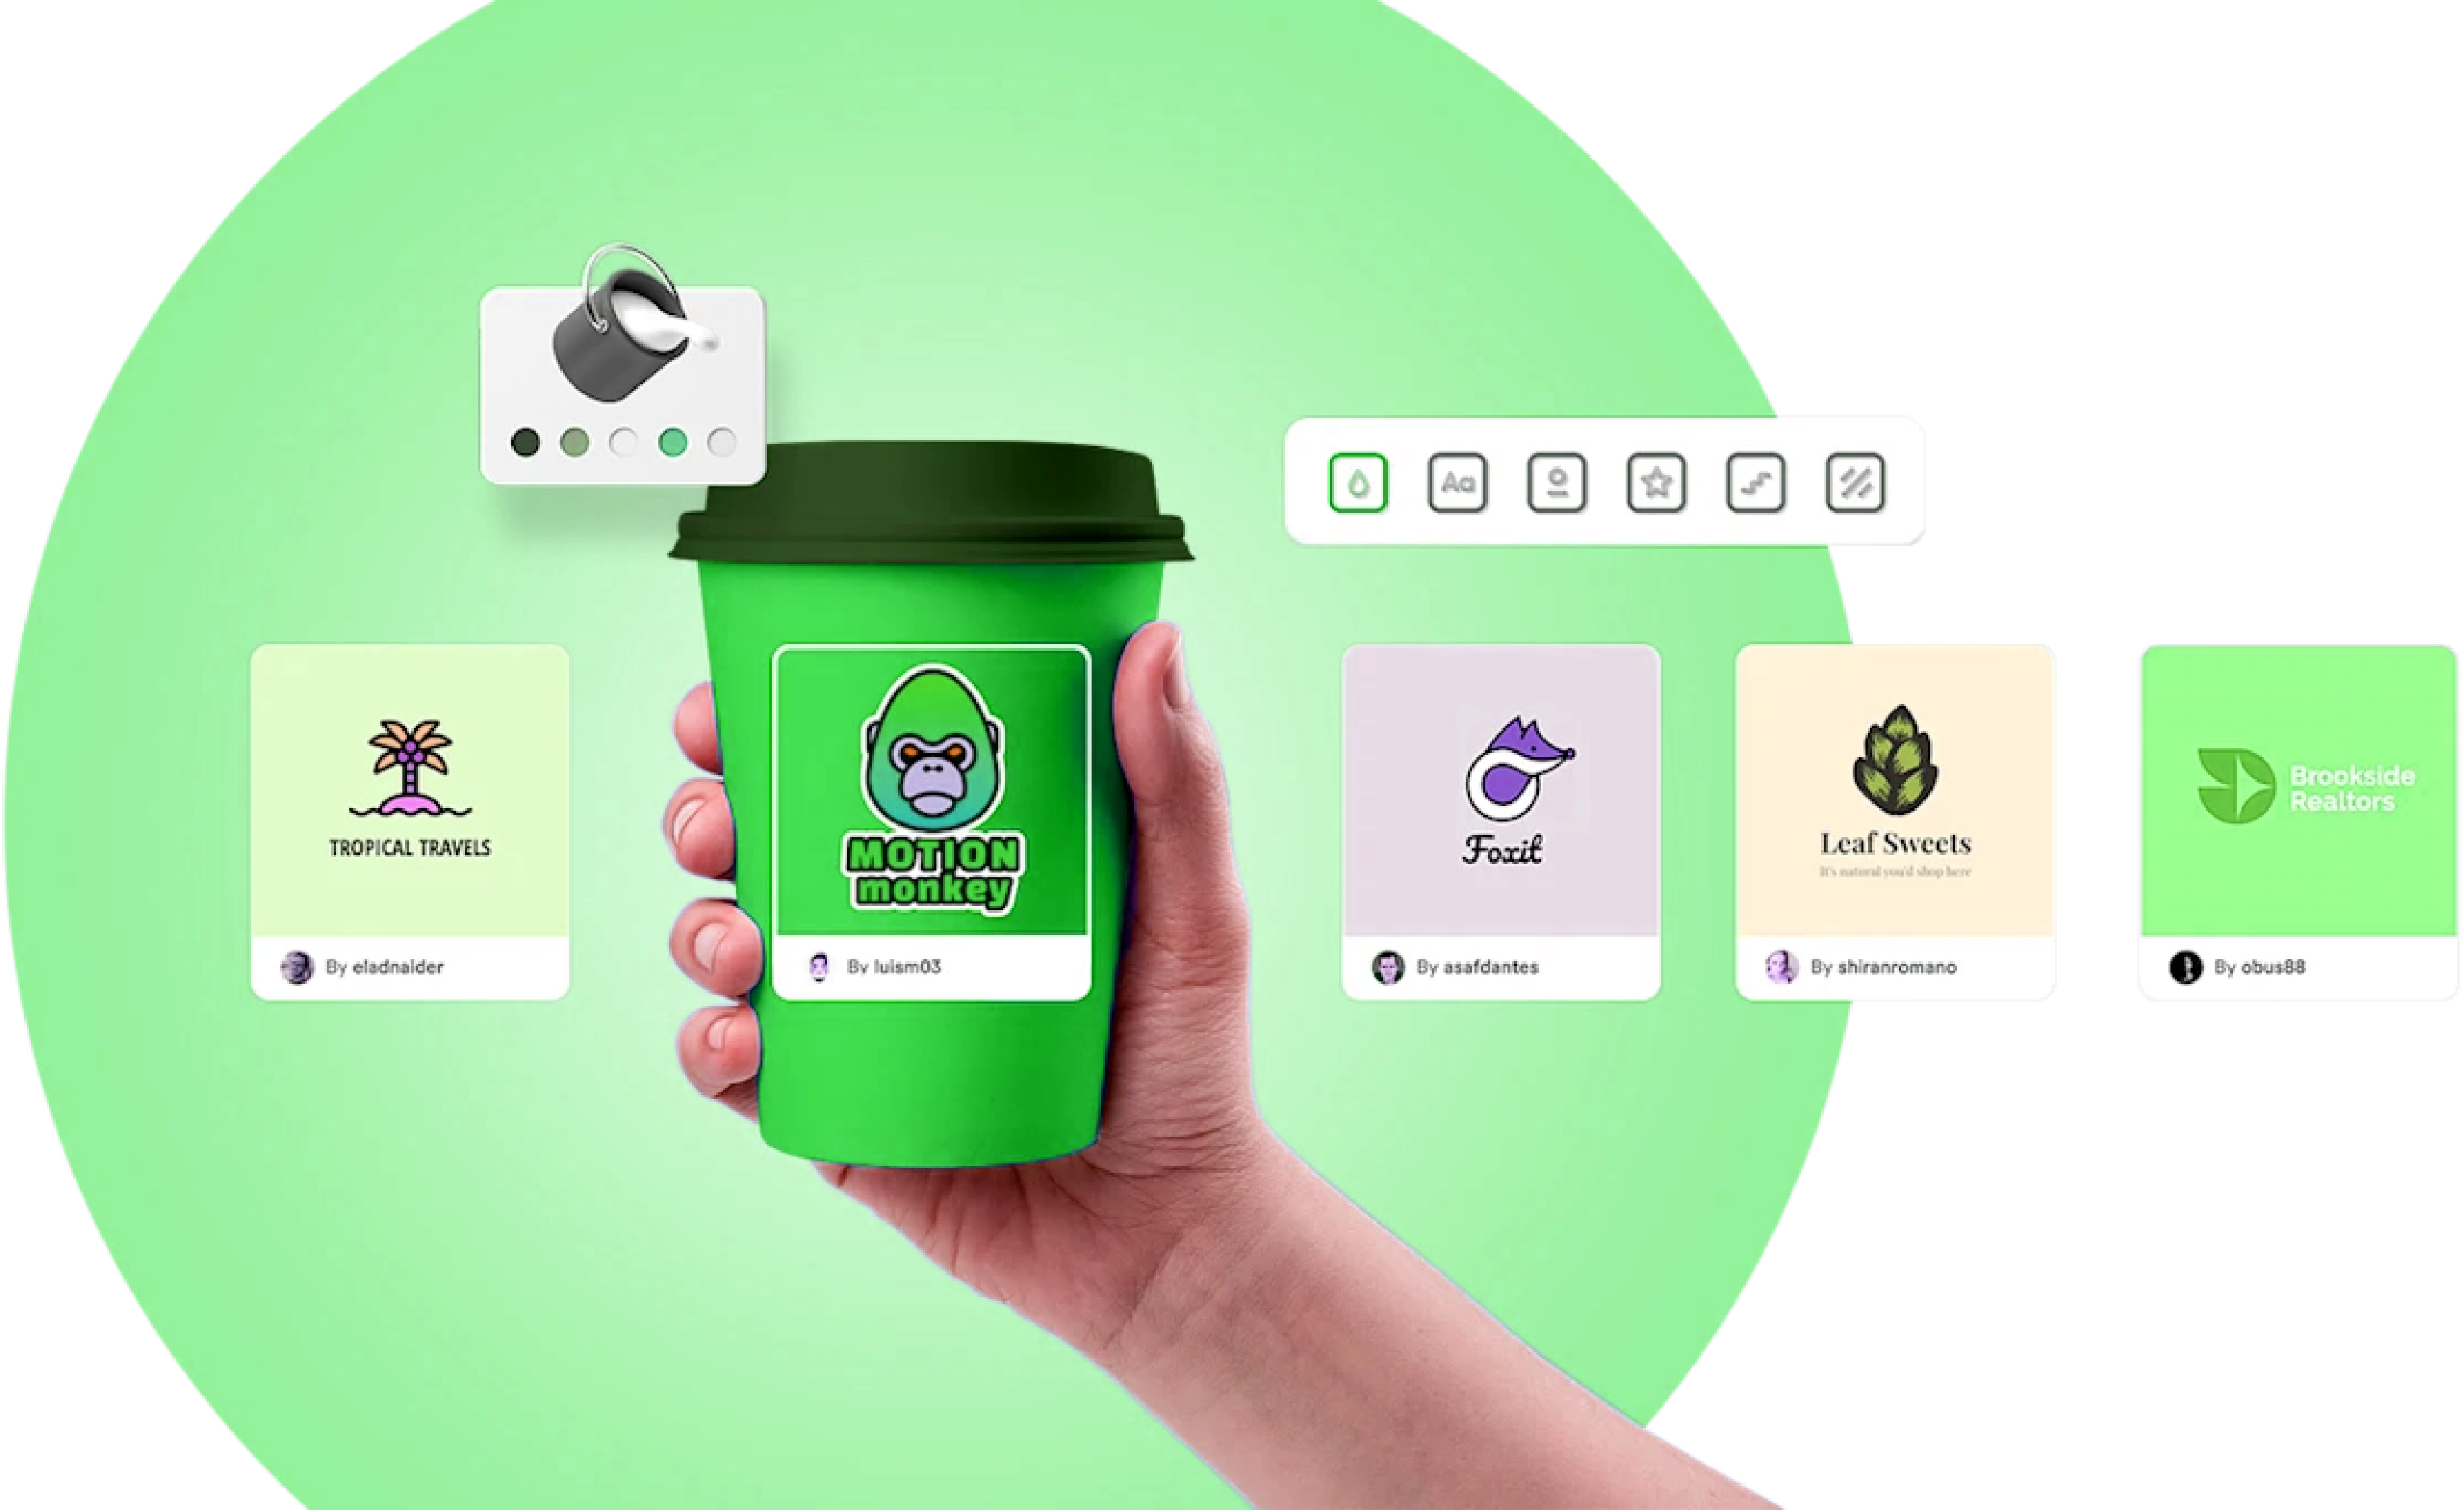 Aa
TROPICAL TRAVELS
By eladnaider
MOTION
monkey
By luism03
Foxit
By asafdantes
Leaf Sweets
It's natural you'd shop here
By shiranromano
Brookside
Realtors
By obus88